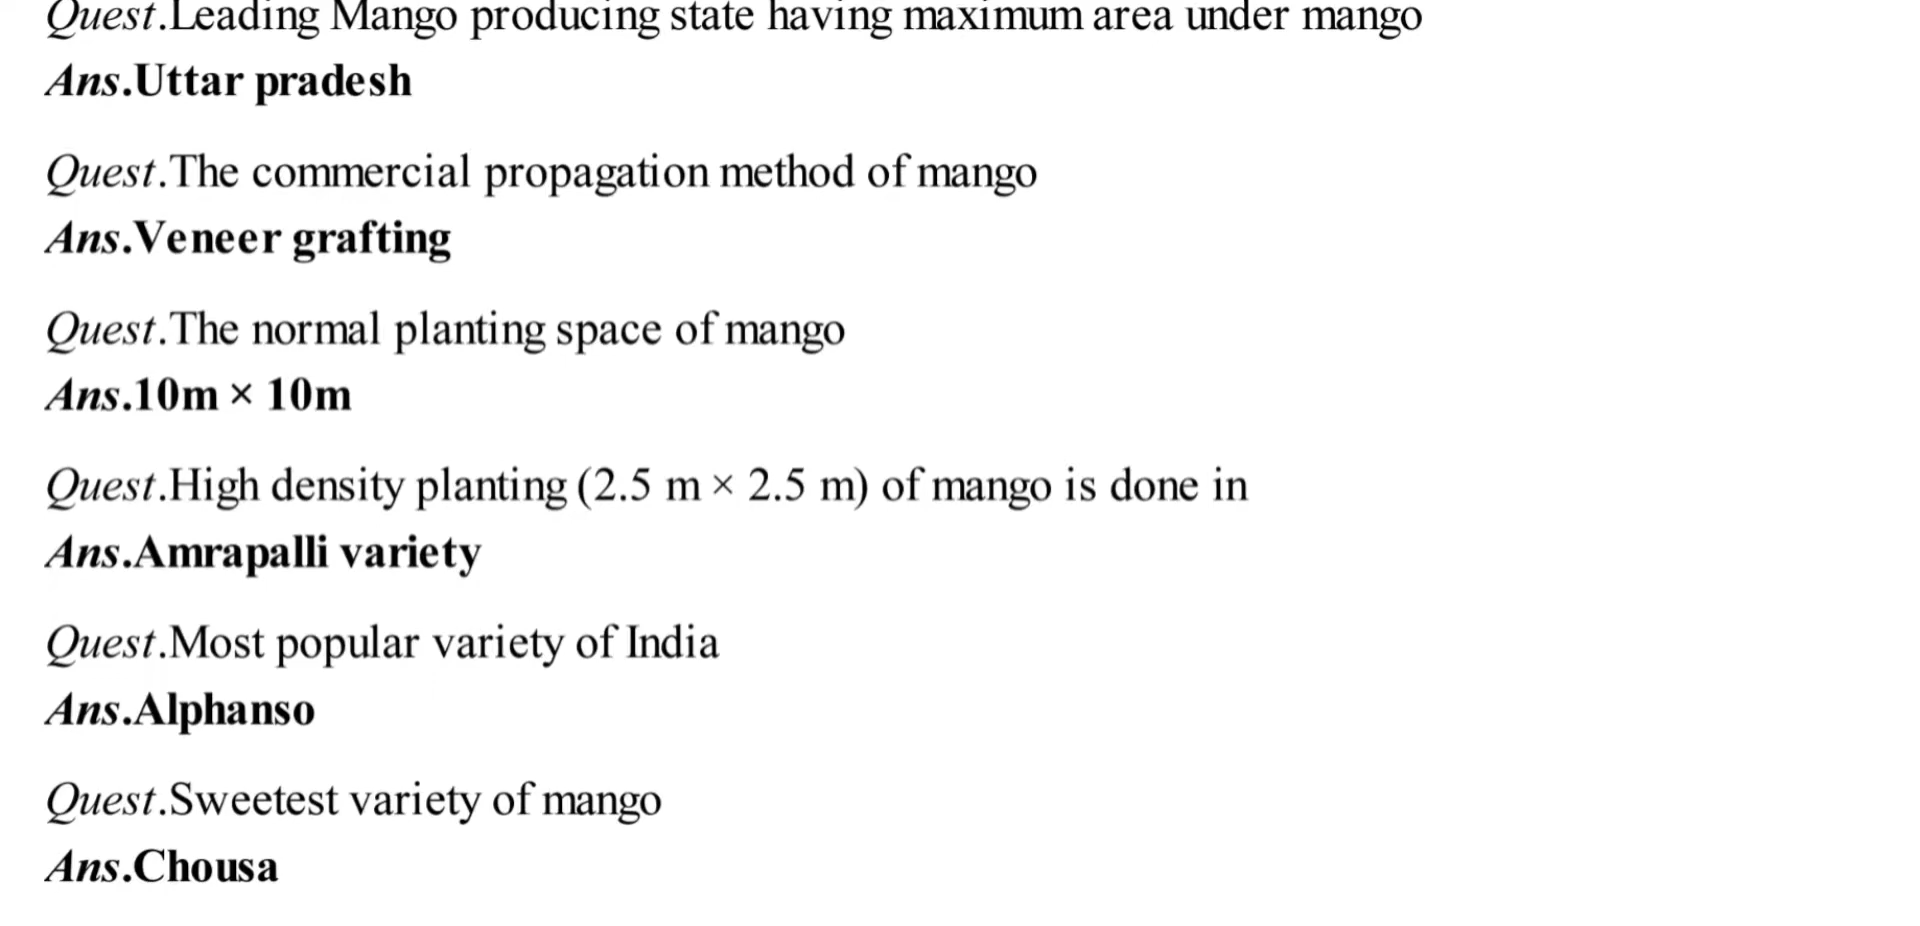 Quest.Leading Mango producing state having maximum area under mango
Ans.Uttar pradesh
Quest.The commercial propagation method of mango
Ans.Veneer grafting
Quest.The normal planting space of mango
Ans.10m × 10m
Quest.High density planting (2.5 m × 2.5 m) of mango is done in
Ans.Amrapalli variety
Quest.Most popular variety of India
Ans.Alphanso
Quest.Sweetest variety of mango
Ans.Chousa